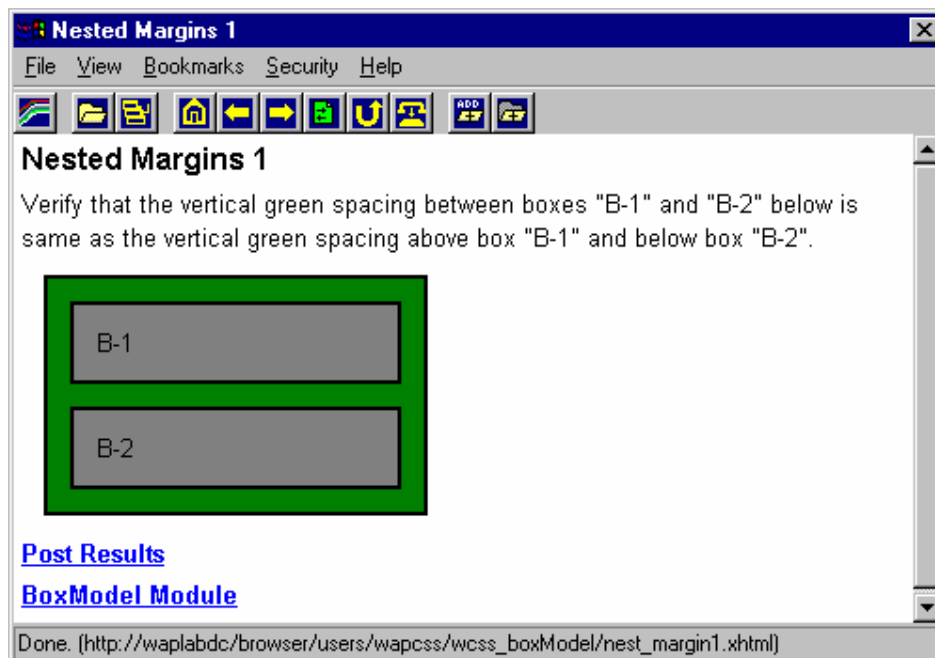 Nested Margins 1
File View Bookmarks Security Help
ADD
Nested Margins 1
Verify that the vertical green spacing between boxes "B-1" and "B-2" below is
same as the vertical green spacing above box "B-1" and below box "B-2".
B-1
B-2
Post Results
BoxModel Module
Done. (http://waplabdc/browser/users/wapcss/wcss_boxModel/nest_margin1.xhtml)